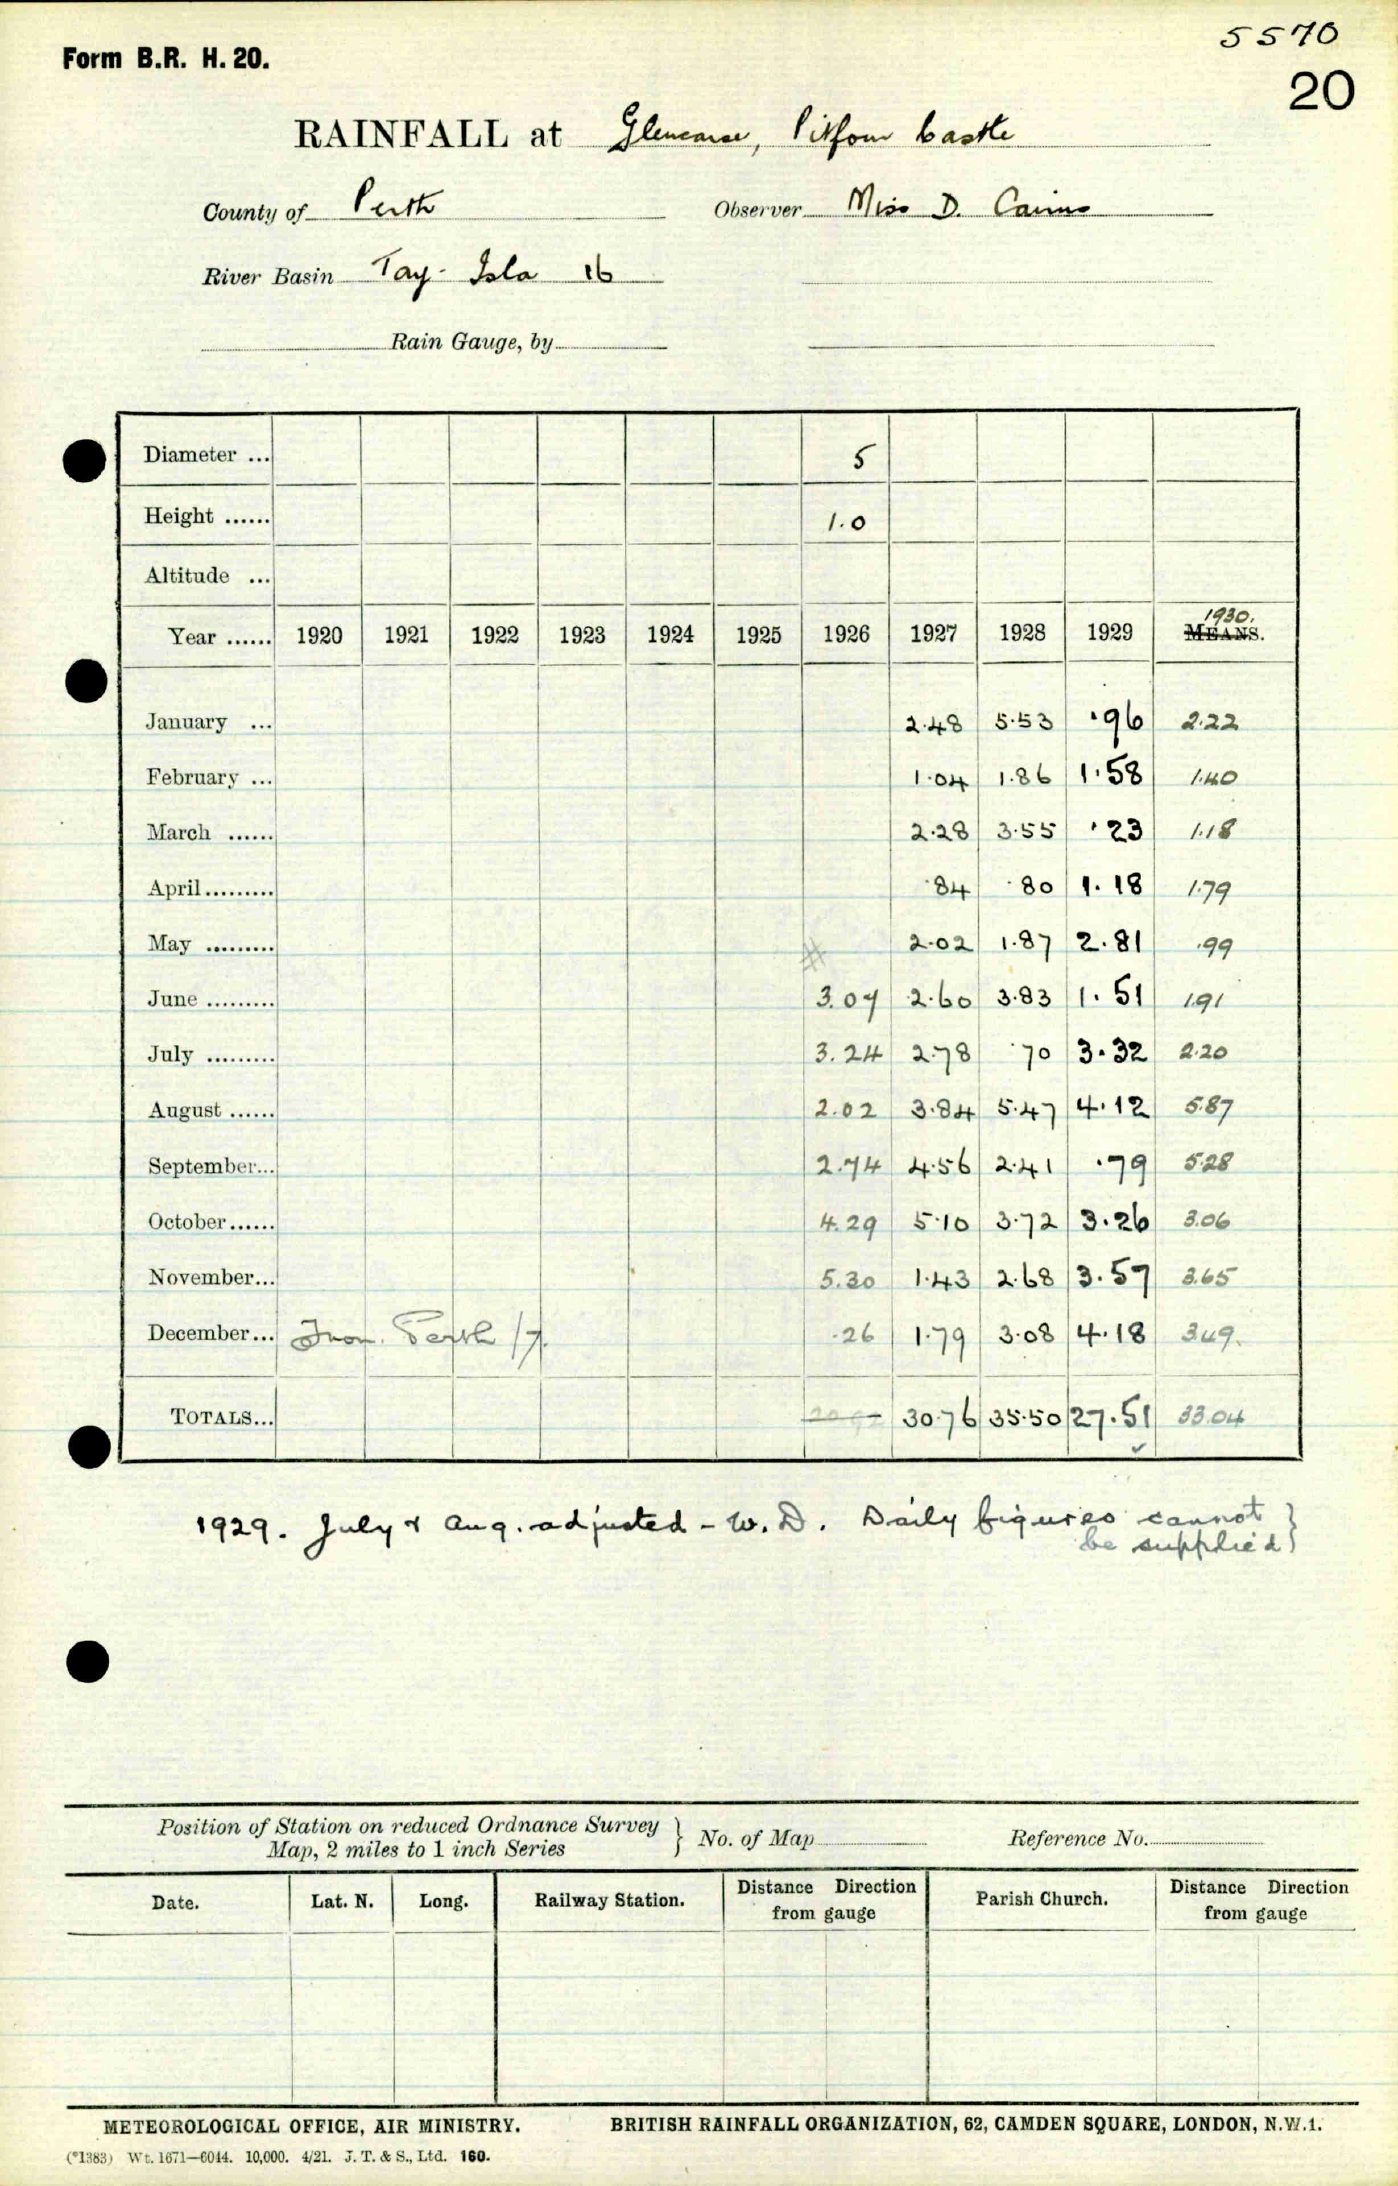 5570
Form B.R. H. 20.
20
RAINFALL at Glencarse, Pitfour Castle
County of Perth Observer Miss D. Cairns
River Basin Tay - Isla 16
Rain Gauge, by
Diameter ... 5
Height ...... 1.0
Altitude ...
1930.
Year ...... 1920 1921 1922 1923 1924 1925 1926 1927 1928 1929 MEANS.
January ... 2.48 5.53 .96 2.22
February ... 1.04 1.86 1.58 1.40
March ...... 2.28 3.55 .23 1.18
April ......... .84 .80 1.18 1.79
May ......... # 2.02 1.87 2.81 .99
June ......... 3.07 2.60 3.83 1.51 1.91
July ......... 3.24 2.78 .70 3.32 2.20
August ...... 2.02 3.84 5.47 4.12 5.87
September... 2.74 4.56 2.41 .79 5.28
October...... 4.29 5.10 3.72 3.26 3.06
November... 5.30 1.43 2.68 3.57 3.65
December... From Perth /7. .26 1.79 3.08 4.18 3.49.
TOTALS... 20.92 30.76 35.50 27.51 33.04
1929. July & Aug. adjusted - W.D. Daily figures cannot }
be supplied }
Position of Station on reduced Ordnance Survey
Map, 2 miles to 1 inch Series } No. of Map Reference No.
Date. Lat. N. Long. Railway Station. Distance Direction from gauge Parish Church. Distance Direction from gauge
METEOROLOGICAL OFFICE, AIR MINISTRY. BRITISH RAINFALL ORGANIZATION, 62, CAMDEN SQUARE, LONDON, N.W.1.
(*1383) Wt. 1671—6044. 10,000. 4/21. J. T. & S., Ltd. 160.